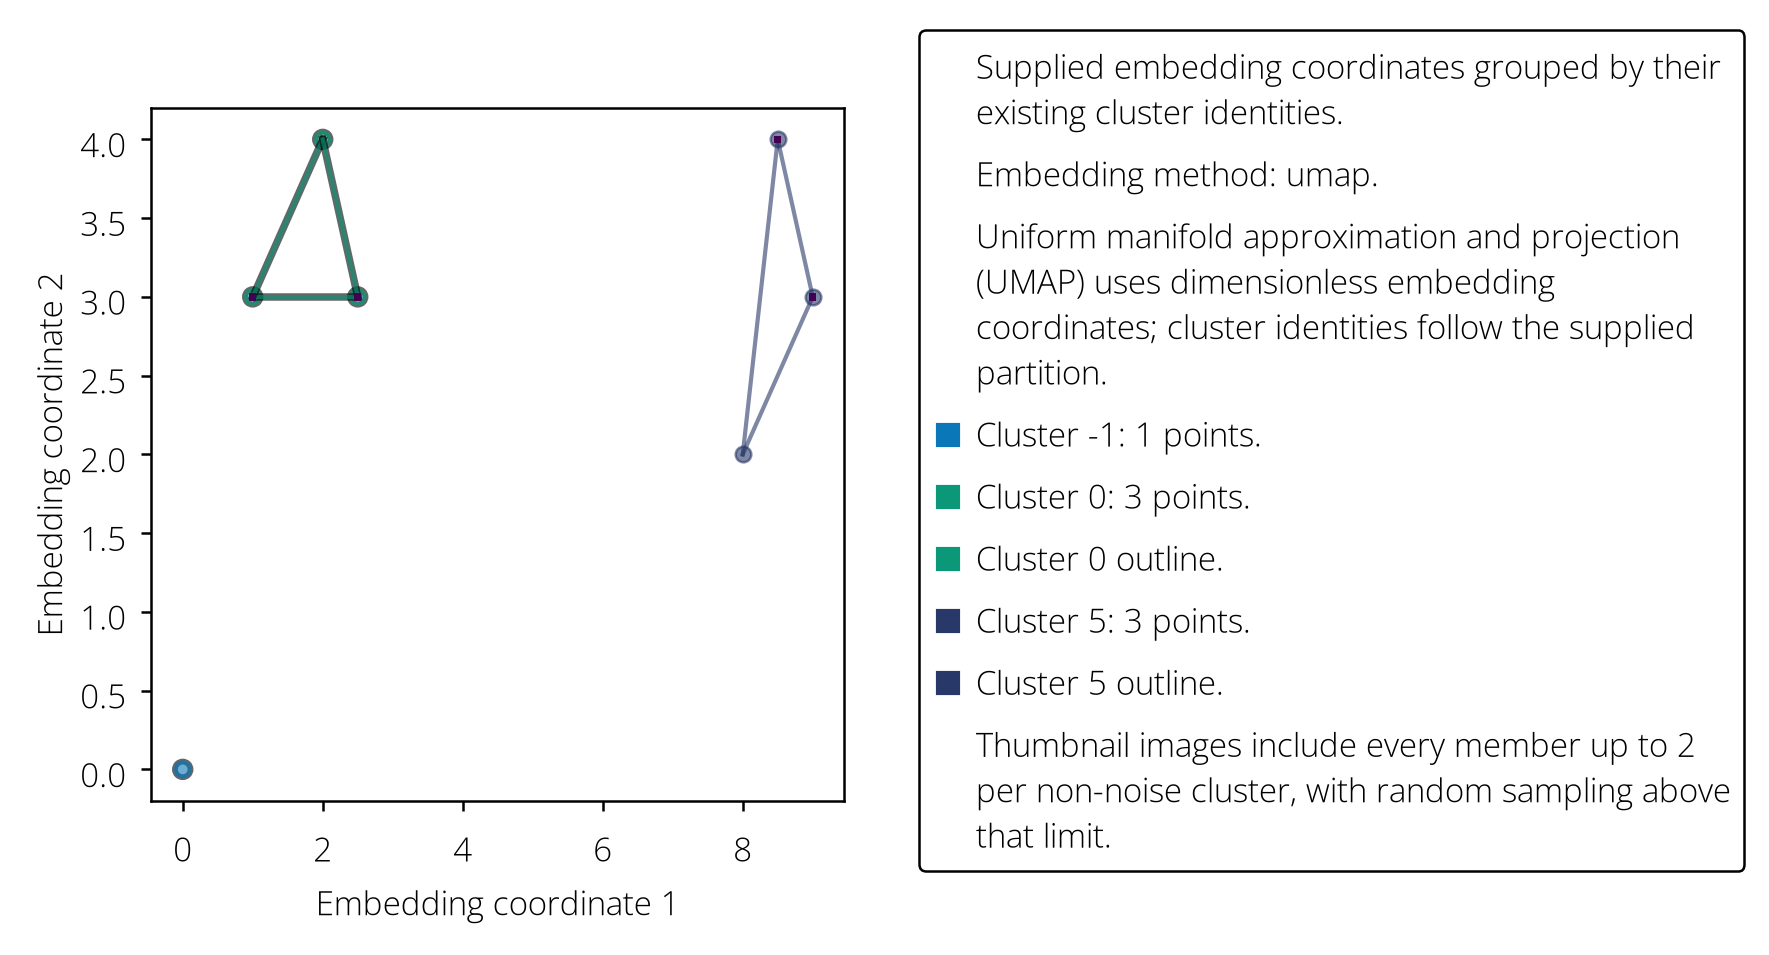 4.0
3.5
3.0
2.5
2.0
1.5
1.0
0.5
0.0
Embedding coordinate 2
0 2 4 6 8
Embedding coordinate 1
Supplied embedding coordinates grouped by their
existing cluster identities.
Embedding method: umap.
Uniform manifold approximation and projection
(UMAP) uses dimensionless embedding
coordinates; cluster identities follow the supplied
partition.
Cluster -1: 1 points.
Cluster 0: 3 points.
Cluster 0 outline.
Cluster 5: 3 points.
Cluster 5 outline.
Thumbnail images include every member up to 2
per non-noise cluster, with random sampling above
that limit.